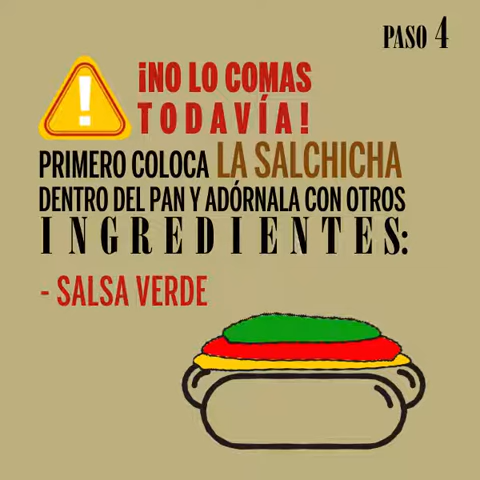 PASO 4
¡NO LO COMAS
TODAVÍA!
PRIMERO COLOCA LA SALCHICHA
DENTRO DEL PAN Y ADÓRNALA CON OTROS
INGREDIENTES:
- SALSA VERDE